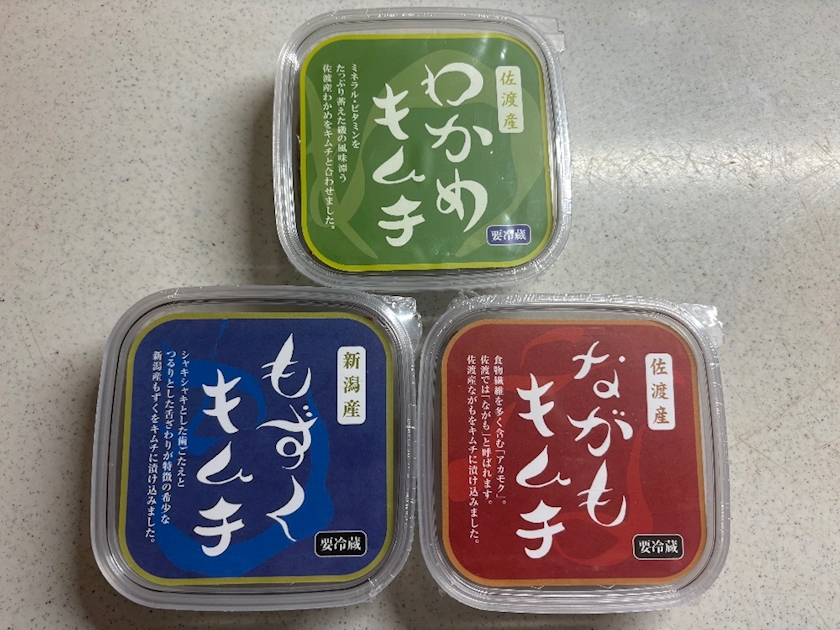 佐渡産
わかめ
キムチ
ミネラル・ビタミンを
たっぷり蓄えた磯の風味漂う
佐渡産わかめをキムチと合わせました。
要冷蔵
新潟産
もずく
キムチ
シャキシャキとした歯ごたえと
つるりとした舌ざわりが特徴の希少な
新潟産もずくをキムチに漬け込みました。
要冷蔵
佐渡産
ながも
キムチ
食物繊維を多く含む「アカモク」。
佐渡では「ながも」と呼ばれます。
佐渡産ながもをキムチに漬け込みました。
要冷蔵